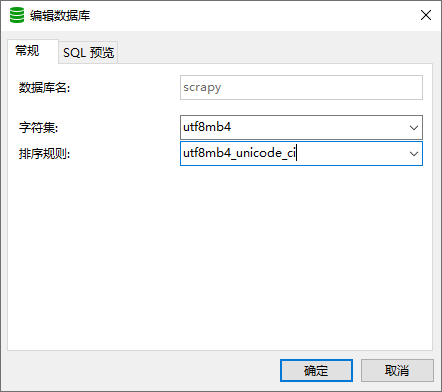 编辑数据库
常规
SQL 预览
数据库名:
scrapy
字符集:
utf8mb4
排序规则:
utf8mb4_unicode_ci
确定
取消